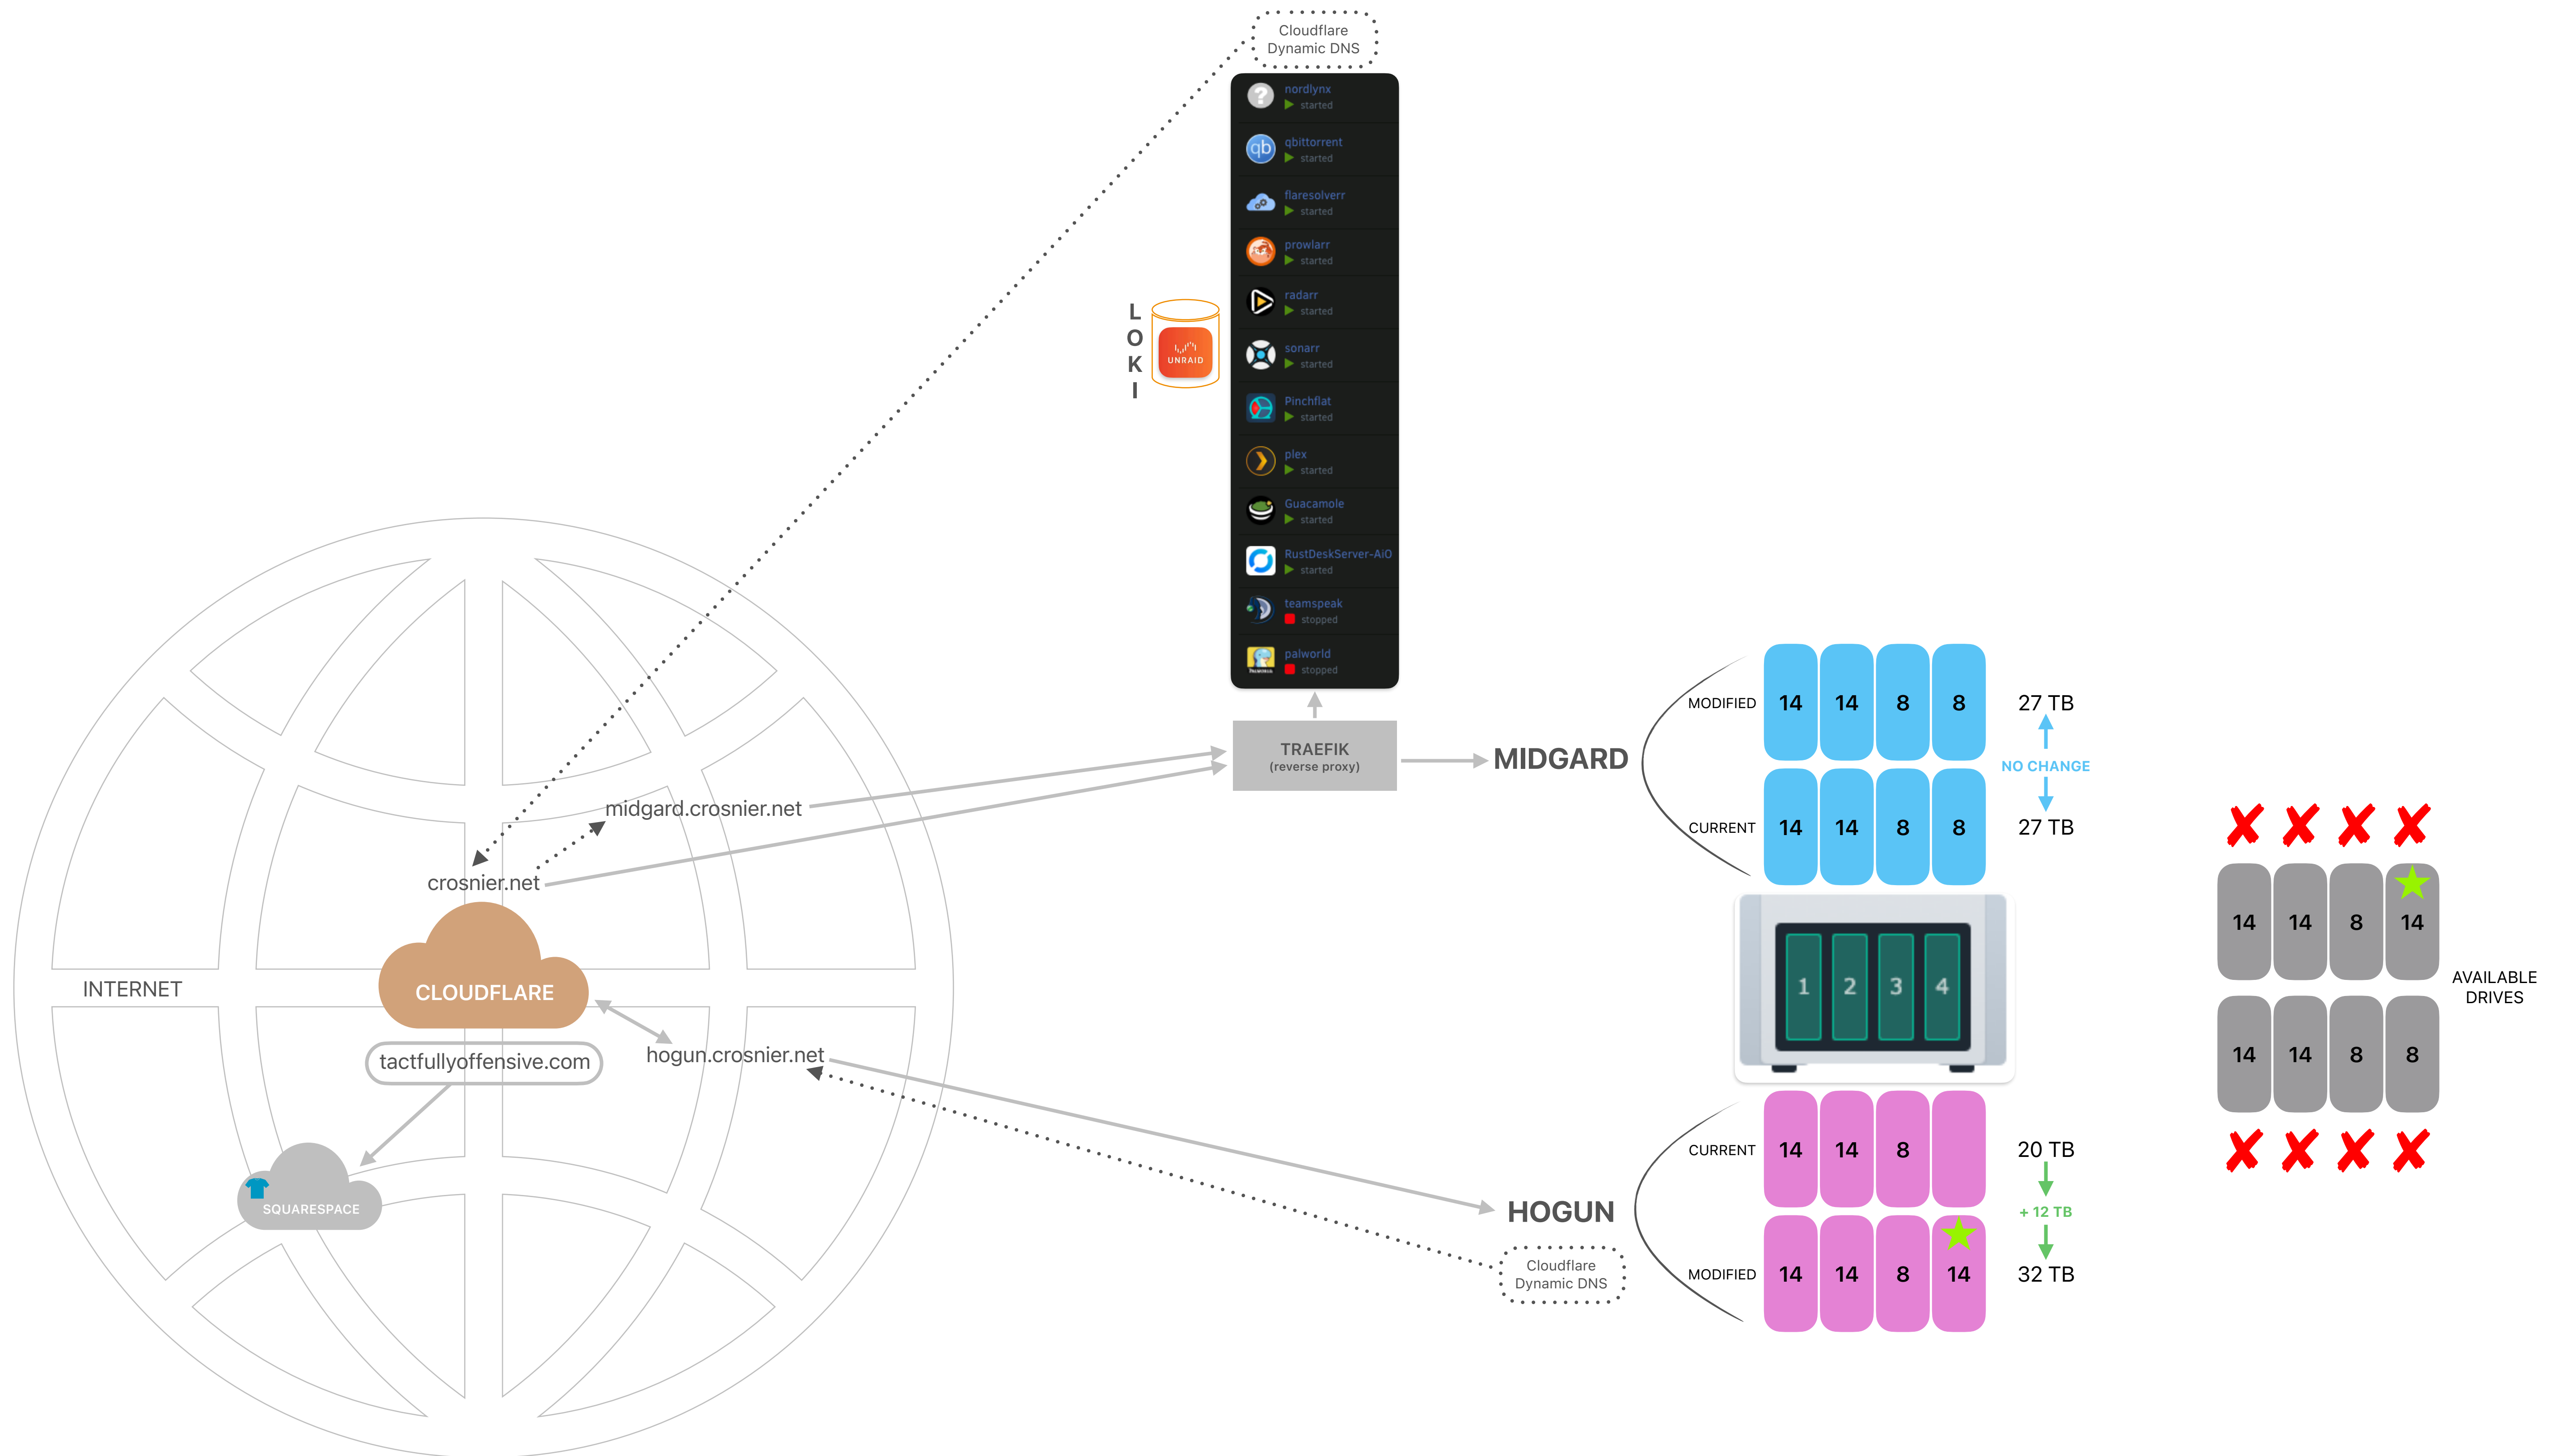 Cloudflare
Dynamic DNS
nordlynx
started
qbittorrent
started
flaresolverr
started
prowlarr
started
radarr
started
sonarr
started
Pinchflat
started
plex
started
Guacamole
started
RustDeskServer-AiO
started
teamspeak
stopped
palworld
stopped
?
qb
LOKI
UNRAID
TRAEFIK
(reverse proxy)
INTERNET
midgard.crosnier.net
crosnier.net
CLOUDFLARE
tactfullyoffensive.com
hogun.crosnier.net
SQUARESPACE
MIDGARD
MODIFIED
14 14 8 8
27 TB
NO CHANGE
CURRENT
14 14 8 8
27 TB
1 2 3 4
HOGUN
Cloudflare
Dynamic DNS
CURRENT
14 14 8
20 TB
+ 12 TB
MODIFIED
14 14 8 14
32 TB
14 14 8 14
AVAILABLE
DRIVES
14 14 8 8